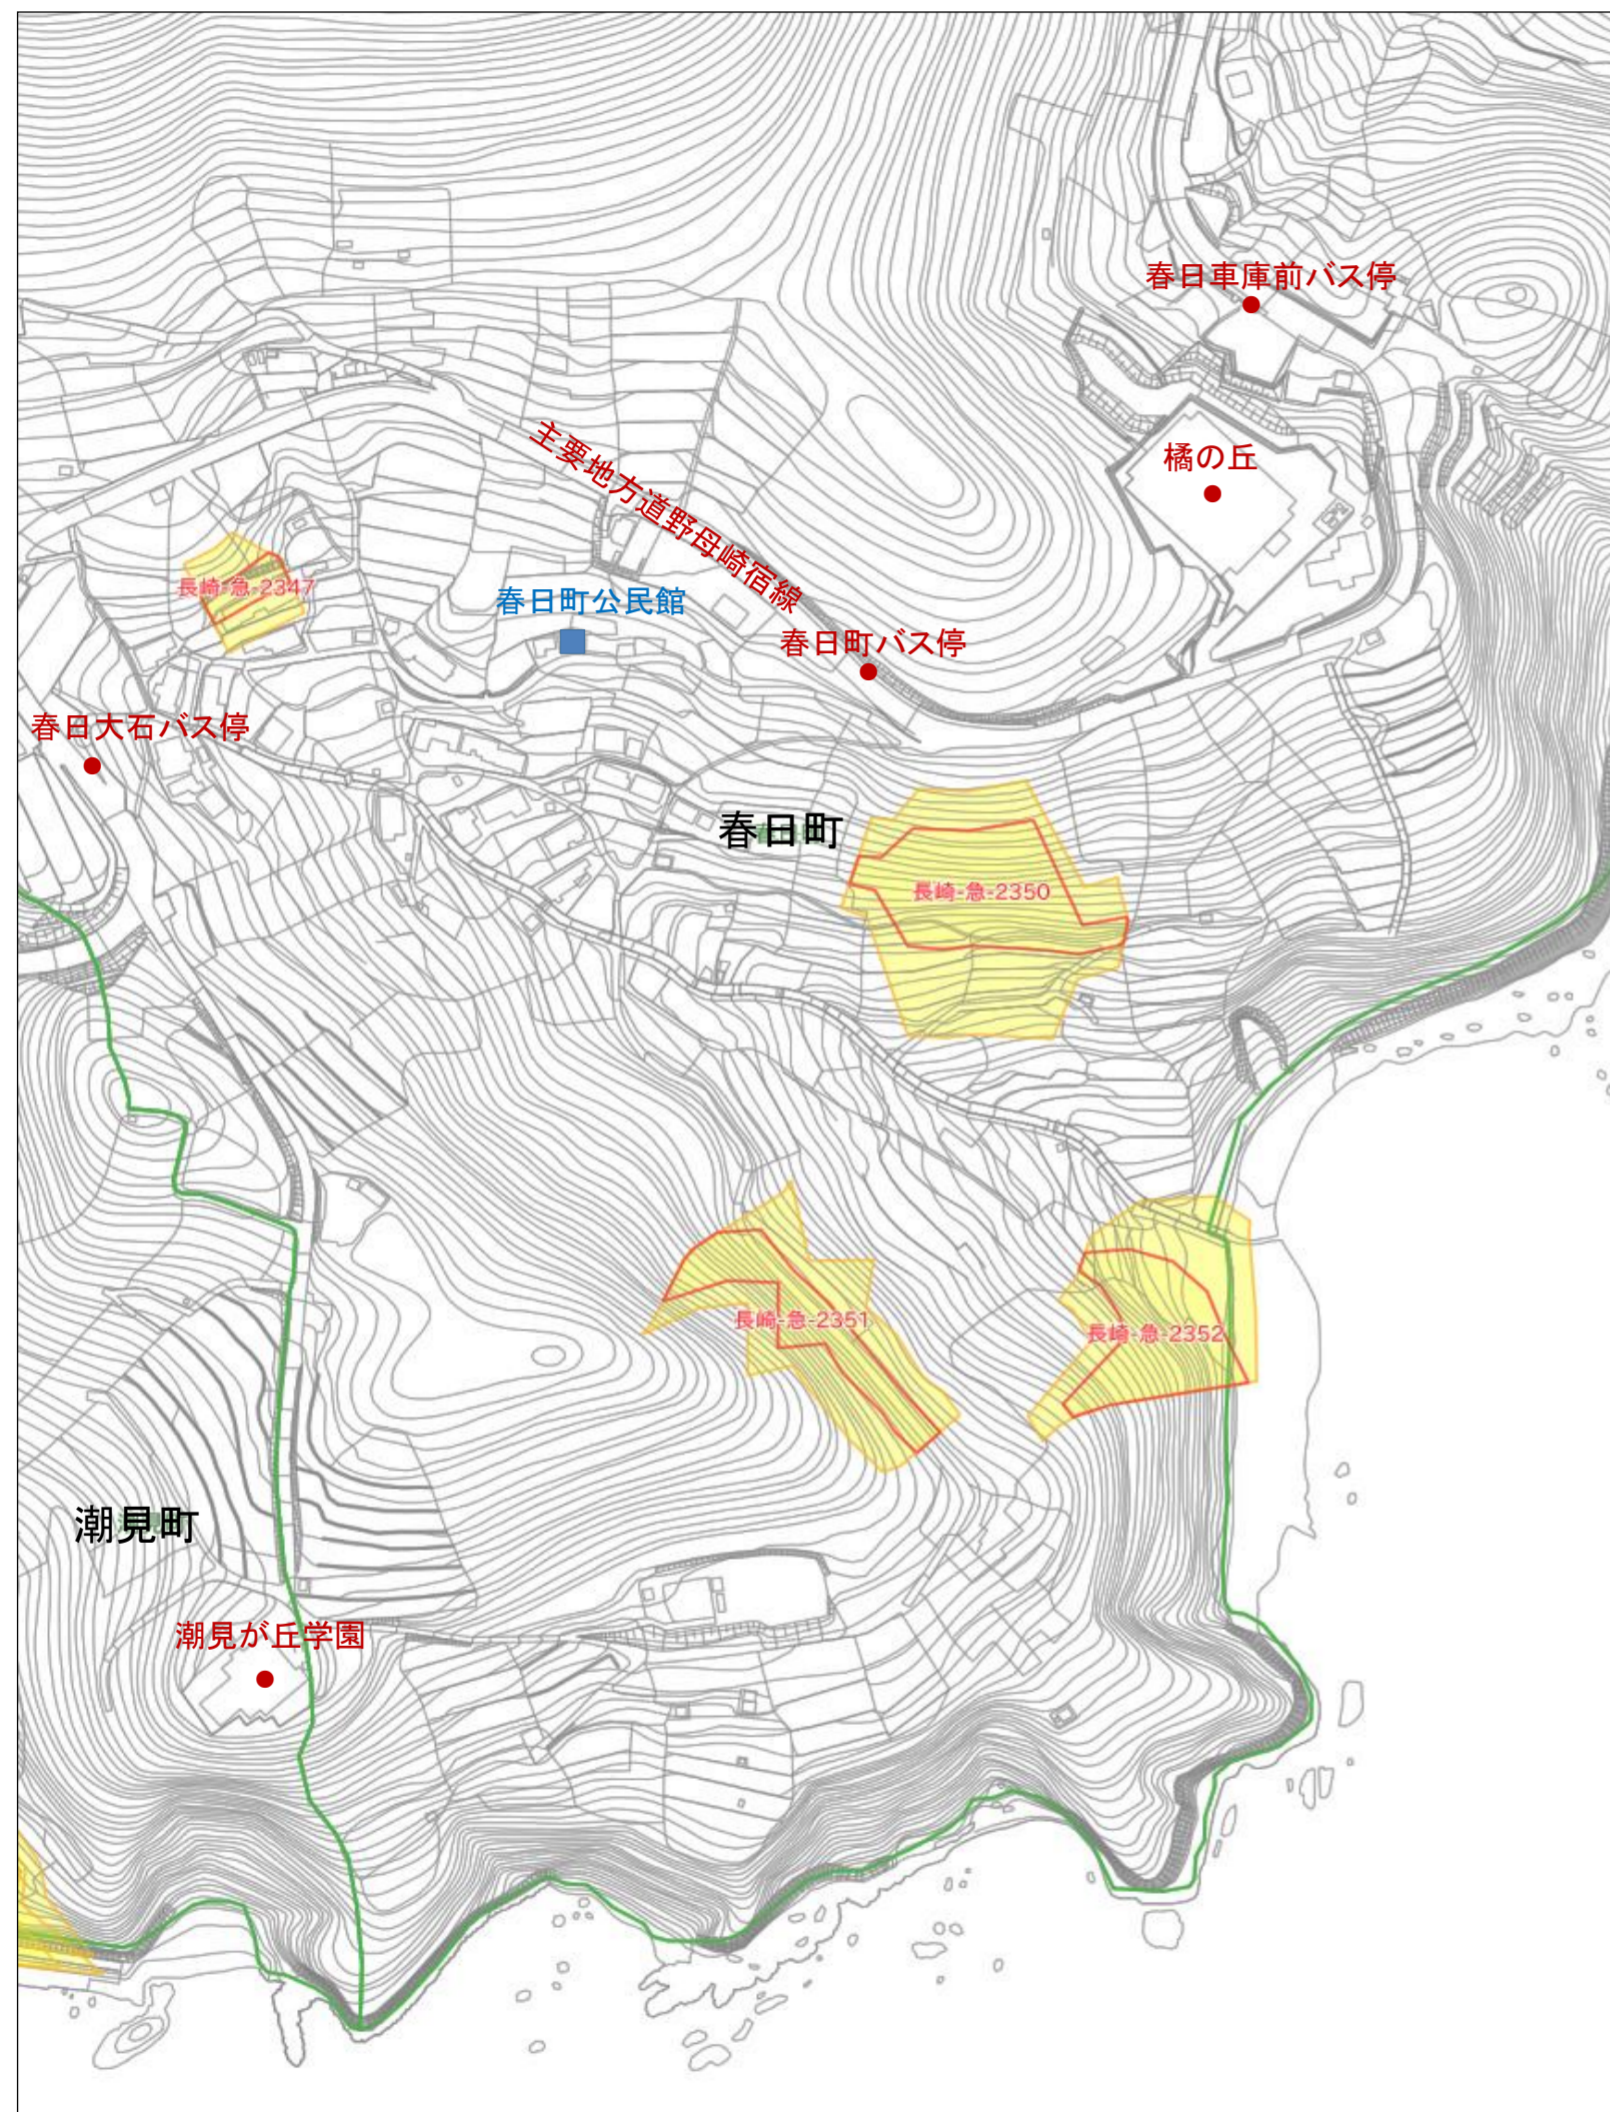 春日車庫前バス停
橘の丘
主要地方道野母崎宿線
長崎-急-2347
春日町公民館
春日町バス停
春日大石バス停
春日町
長崎-急-2350
長崎-急-2351
長崎-急-2352
潮見町
潮見が丘学園